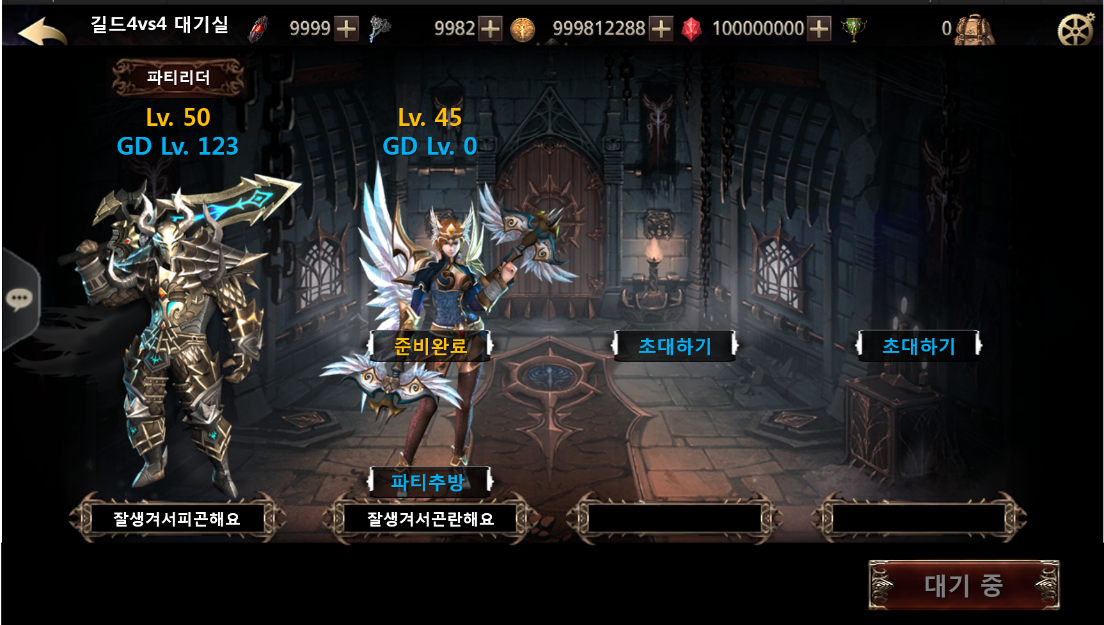 길드4vs4 대기실 9999 9982 999812288 100000000 0
파티리더
Lv. 50 Lv. 45
GD Lv. 123 GD Lv. 0
준비완료 초대하기 초대하기
파티추방
잘생겨서피곤해요 잘생겨서곤란해요
대기 중